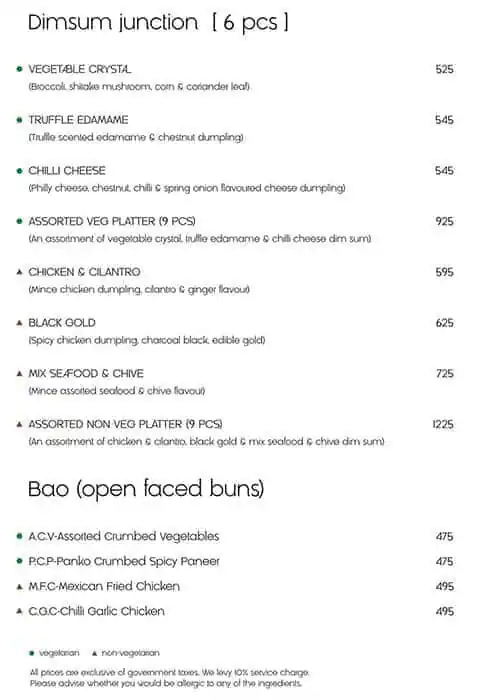 Dimsum junction [ 6 pcs ]
VEGETABLE CRYSTAL 525
(Broccoli, shitake mushroom, corn & coriander leaf)
TRUFFLE EDAMAME 545
(Truffle scented edamame & chestnut dumpling)
CHILLI CHEESE 545
(Philly cheese, chestnut, chilli & spring onion flavoured cheese dumpling)
ASSORTED VEG PLATTER (9 PCS) 925
(An assortment of vegetable crystal, truffle edamame & chilli cheese dim sum)
CHICKEN & CILANTRO 595
(Mince chicken dumpling, cilantro & ginger flavour)
BLACK GOLD 625
(Spicy chicken dumpling, charcoal black, edible gold)
MIX SEAFOOD & CHIVE 725
(Mince assorted seafood & chive flavour)
ASSORTED NON VEG PLATTER (9 PCS) 1225
(An assortment of chicken & cilantro, black gold & mix seafood & chive dim sum)
Bao (open faced buns)
A.C.V-Assorted Crumbed Vegetables 475
P.C.P-Panko Crumbed Spicy Paneer 475
M.F.C-Mexican Fried Chicken 495
C.G.C-Chilli Garlic Chicken 495
vegetarian non-vegetarian
All prices are exclusive of government taxes. We levy 10% service charge.
Please advise whether you would be allergic to any of the ingredients.